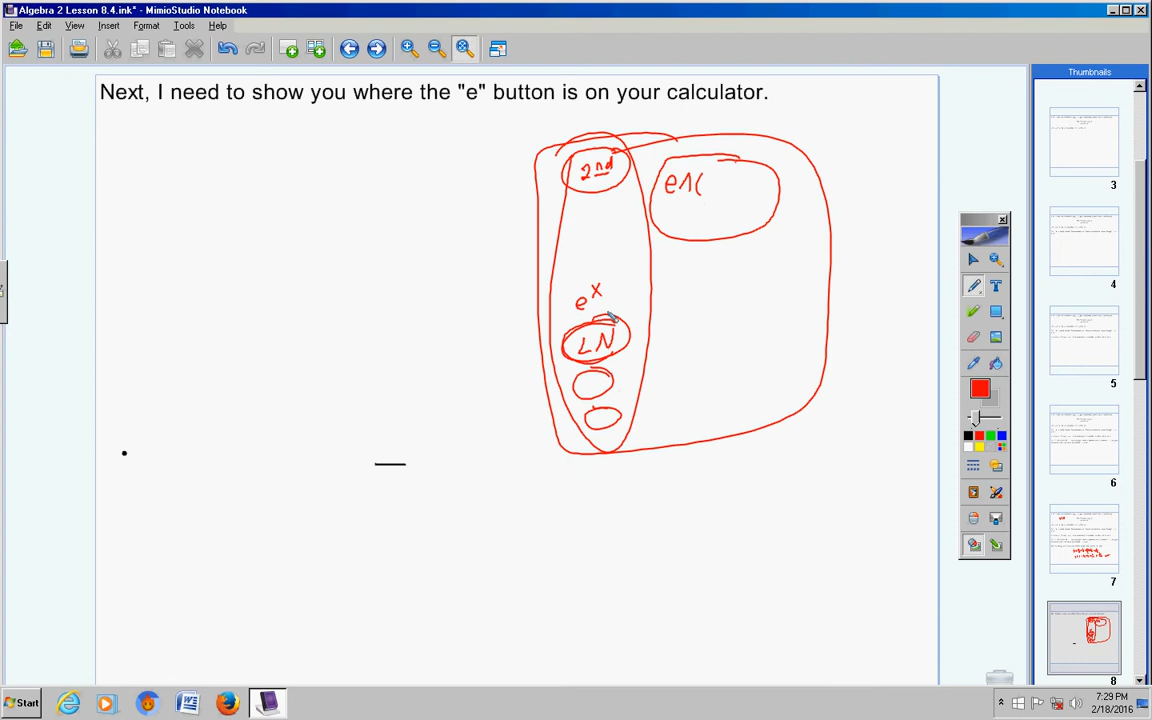 Algebra 2 Lesson 8.4.ink* - MimioStudio Notebook
File Edit View Insert Format Tools Help
Thumbnails
Next, I need to show you where the "e" button is on your calculator.
2nd
e^(
e^x
LN
3
4
5
6
7
8
Start
7:29 PM
2/18/2016